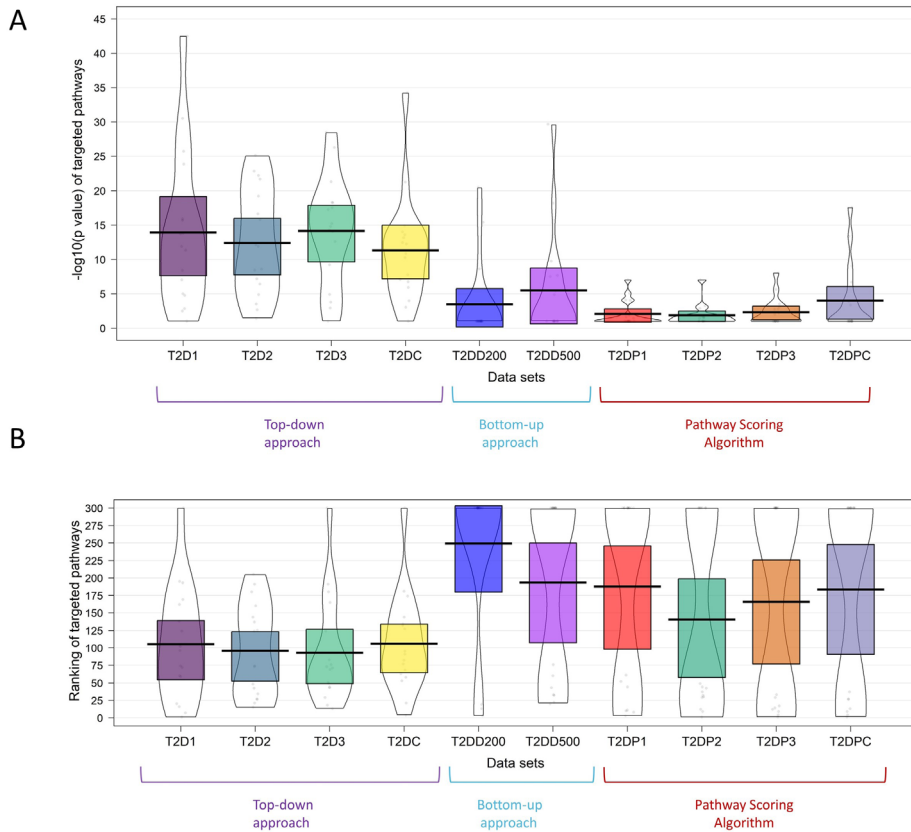 A
-log10(p value) of targeted pathways
45
40
35
30
25
20
15
10
5
0
T2D1 T2D2 T2D3 T2DC T2DD200 T2DD500 T2DP1 T2DP2 T2DP3 T2DPC
Data sets
Top-down
approach
Bottom-up
approach
Pathway Scoring
Algorithm
B
Ranking of targeted pathways
300
275
250
225
200
175
150
125
100
75
50
25
0
T2D1 T2D2 T2D3 T2DC T2DD200 T2DD500 T2DP1 T2DP2 T2DP3 T2DPC
Data sets
Top-down
approach
Bottom-up
approach
Pathway Scoring
Algorithm